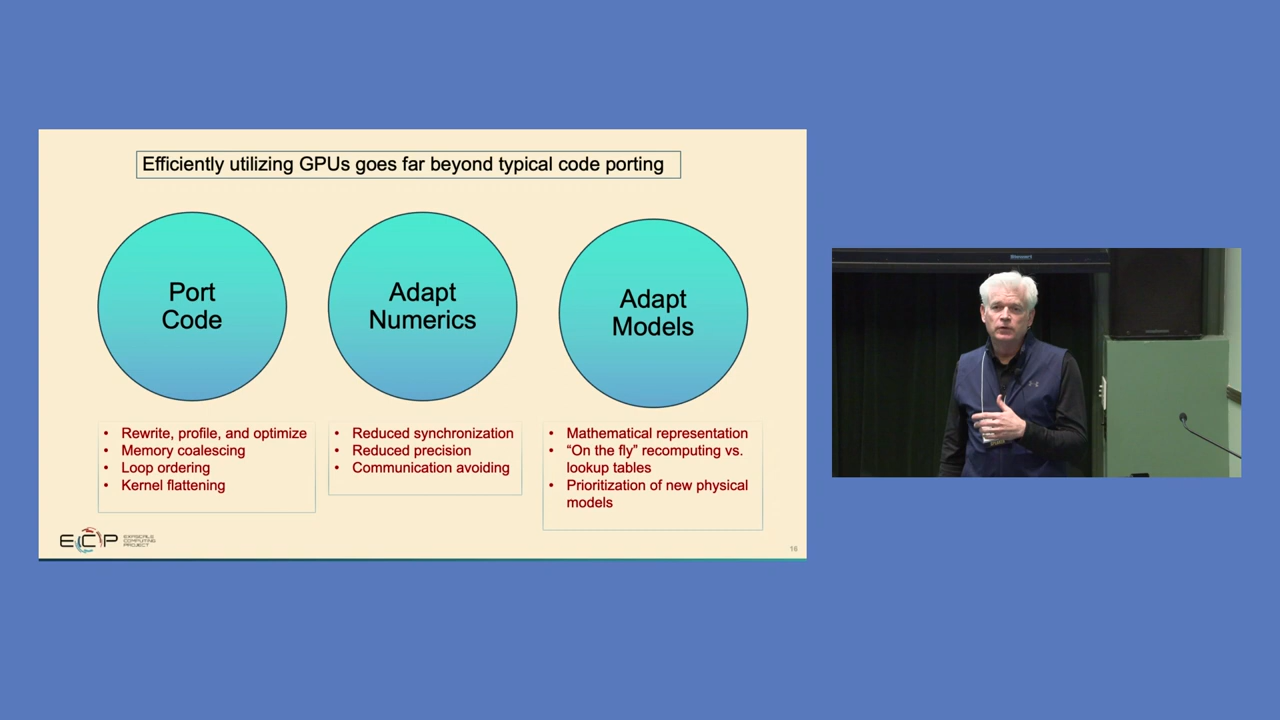 Efficiently utilizing GPUs goes far beyond typical code porting
Port
Code
Adapt
Numerics
Adapt
Models
• Rewrite, profile, and optimize
• Memory coalescing
• Loop ordering
• Kernel flattening
• Reduced synchronization
• Reduced precision
• Communication avoiding
• Mathematical representation
• “On the fly” recomputing vs.
lookup tables
• Prioritization of new physical
models
ECP
EXASCALE
COMPUTING
PROJECT
16
Stewart